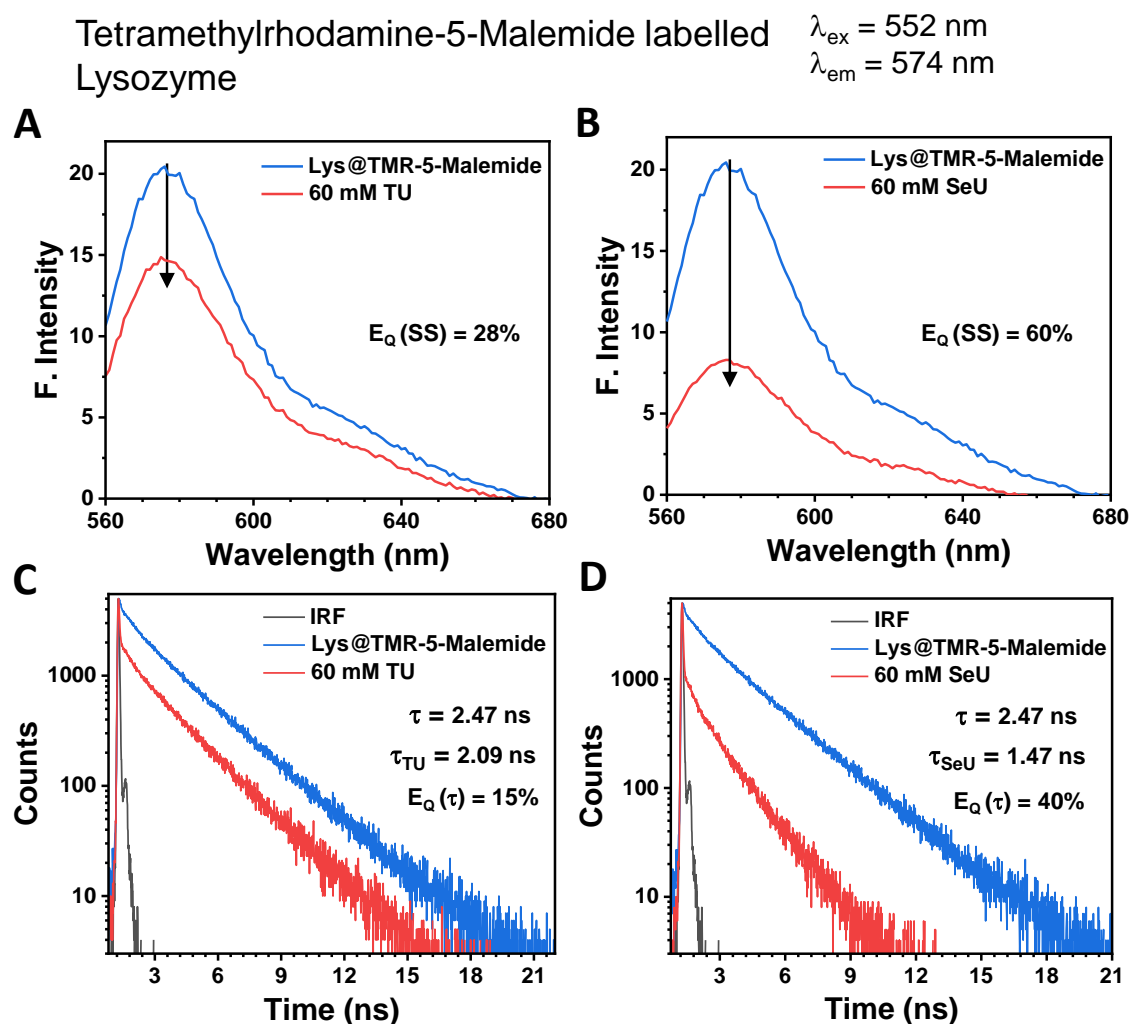 Tetramethylrhodamine-5-Malemide labelled
Lysozyme
λex = 552 nm
λem = 574 nm
A
Lys@TMR-5-Malemide
60 mM TU
EQ (SS) = 28%
F. Intensity
20
15
10
5
0
560
600
640
680
Wavelength (nm)
B
Lys@TMR-5-Malemide
60 mM SeU
EQ (SS) = 60%
F. Intensity
20
15
10
5
0
560
600
640
680
Wavelength (nm)
C
IRF
Lys@TMR-5-Malemide
60 mM TU
τ = 2.47 ns
τTU = 2.09 ns
EQ (τ) = 15%
Counts
1000
100
10
3
6
9
12
15
18
21
Time (ns)
D
IRF
Lys@TMR-5-Malemide
60 mM SeU
τ = 2.47 ns
τSeU = 1.47 ns
EQ (τ) = 40%
Counts
1000
100
10
3
6
9
12
15
18
21
Time (ns)